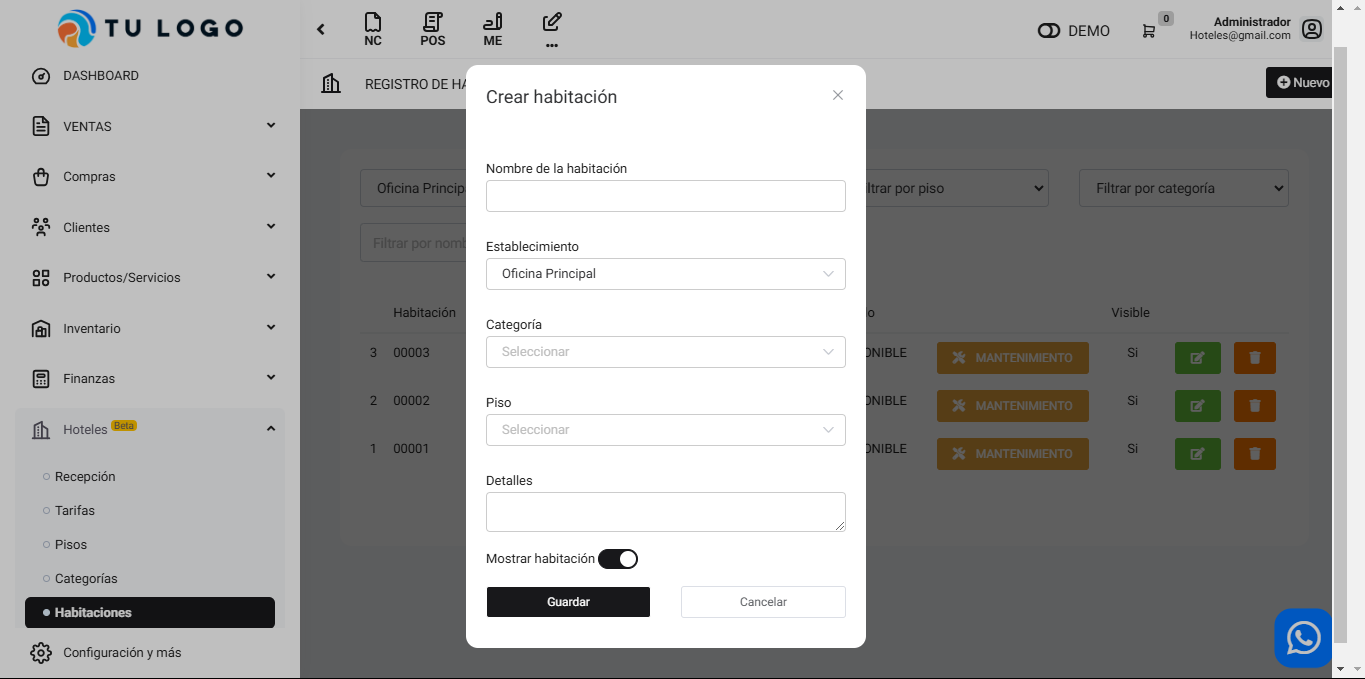 TU LOGO
NC
POS
ME
...
DEMO
0
Administrador
Hoteles@gmail.com
DASHBOARD
VENTAS
Compras
Clientes
Productos/Servicios
Inventario
Finanzas
Hoteles Beta
Recepción
Tarifas
Pisos
Categorías
Habitaciones
Configuración y más
REGISTRO DE HA
Nuevo
Oficina Princip
ltrar por piso
Filtrar por categoría
Filtrar por nomb
Habitación
o
Visible
3 00003 ONIBLE MANTENIMIENTO Si
2 00002 ONIBLE MANTENIMIENTO Si
1 00001 ONIBLE MANTENIMIENTO Si
Crear habitación
Nombre de la habitación
Establecimiento
Oficina Principal
Categoría
Seleccionar
Piso
Seleccionar
Detalles
Mostrar habitación
Guardar
Cancelar